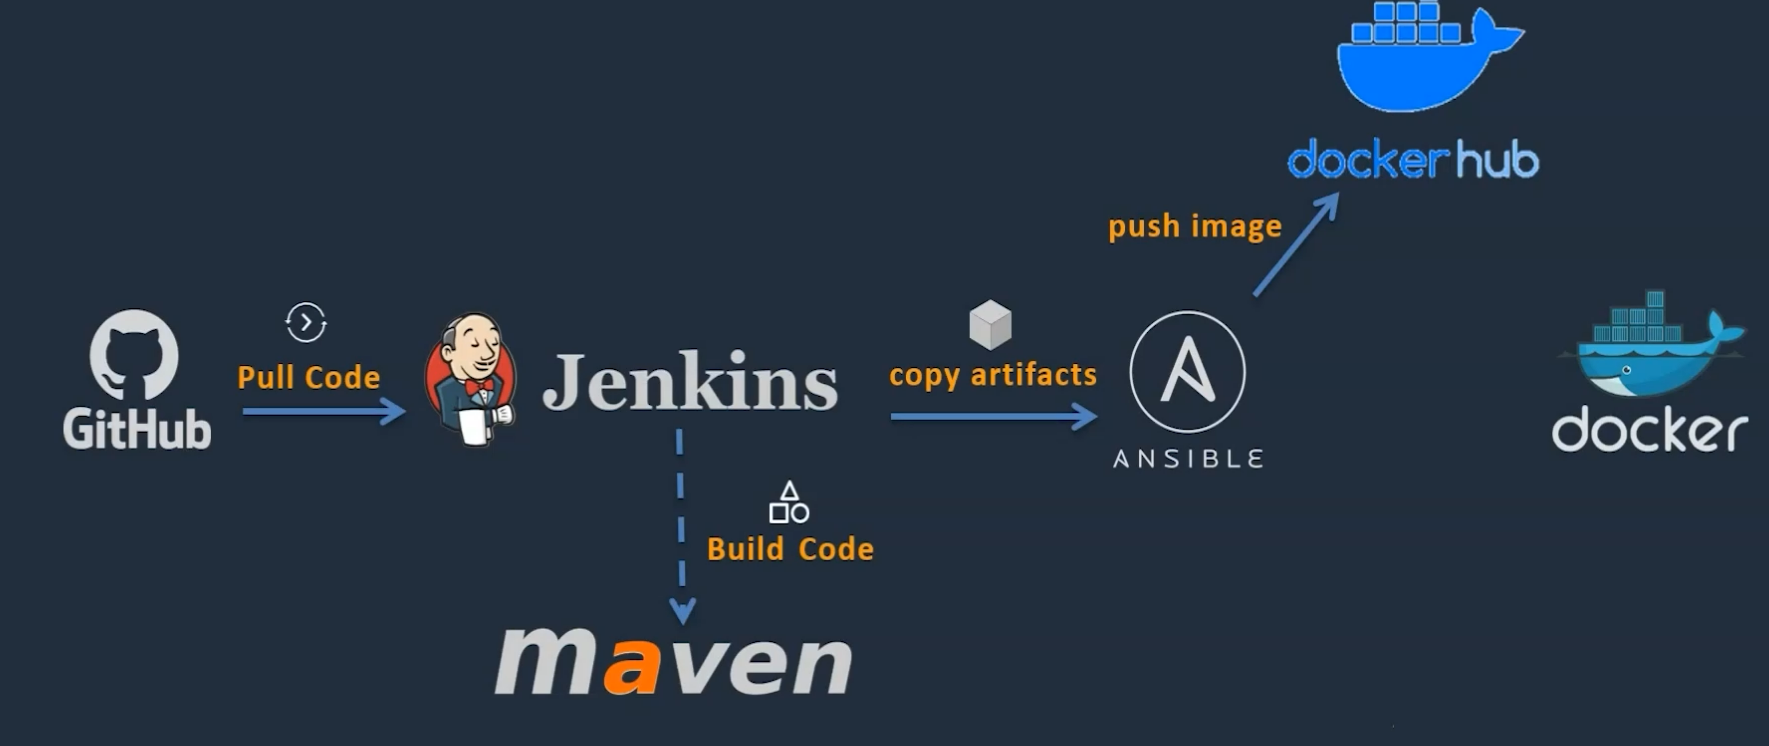 docker hub
push image
GitHub
Pull Code
Jenkins
copy artifacts
ANSIBLE
docker
Build Code
maven